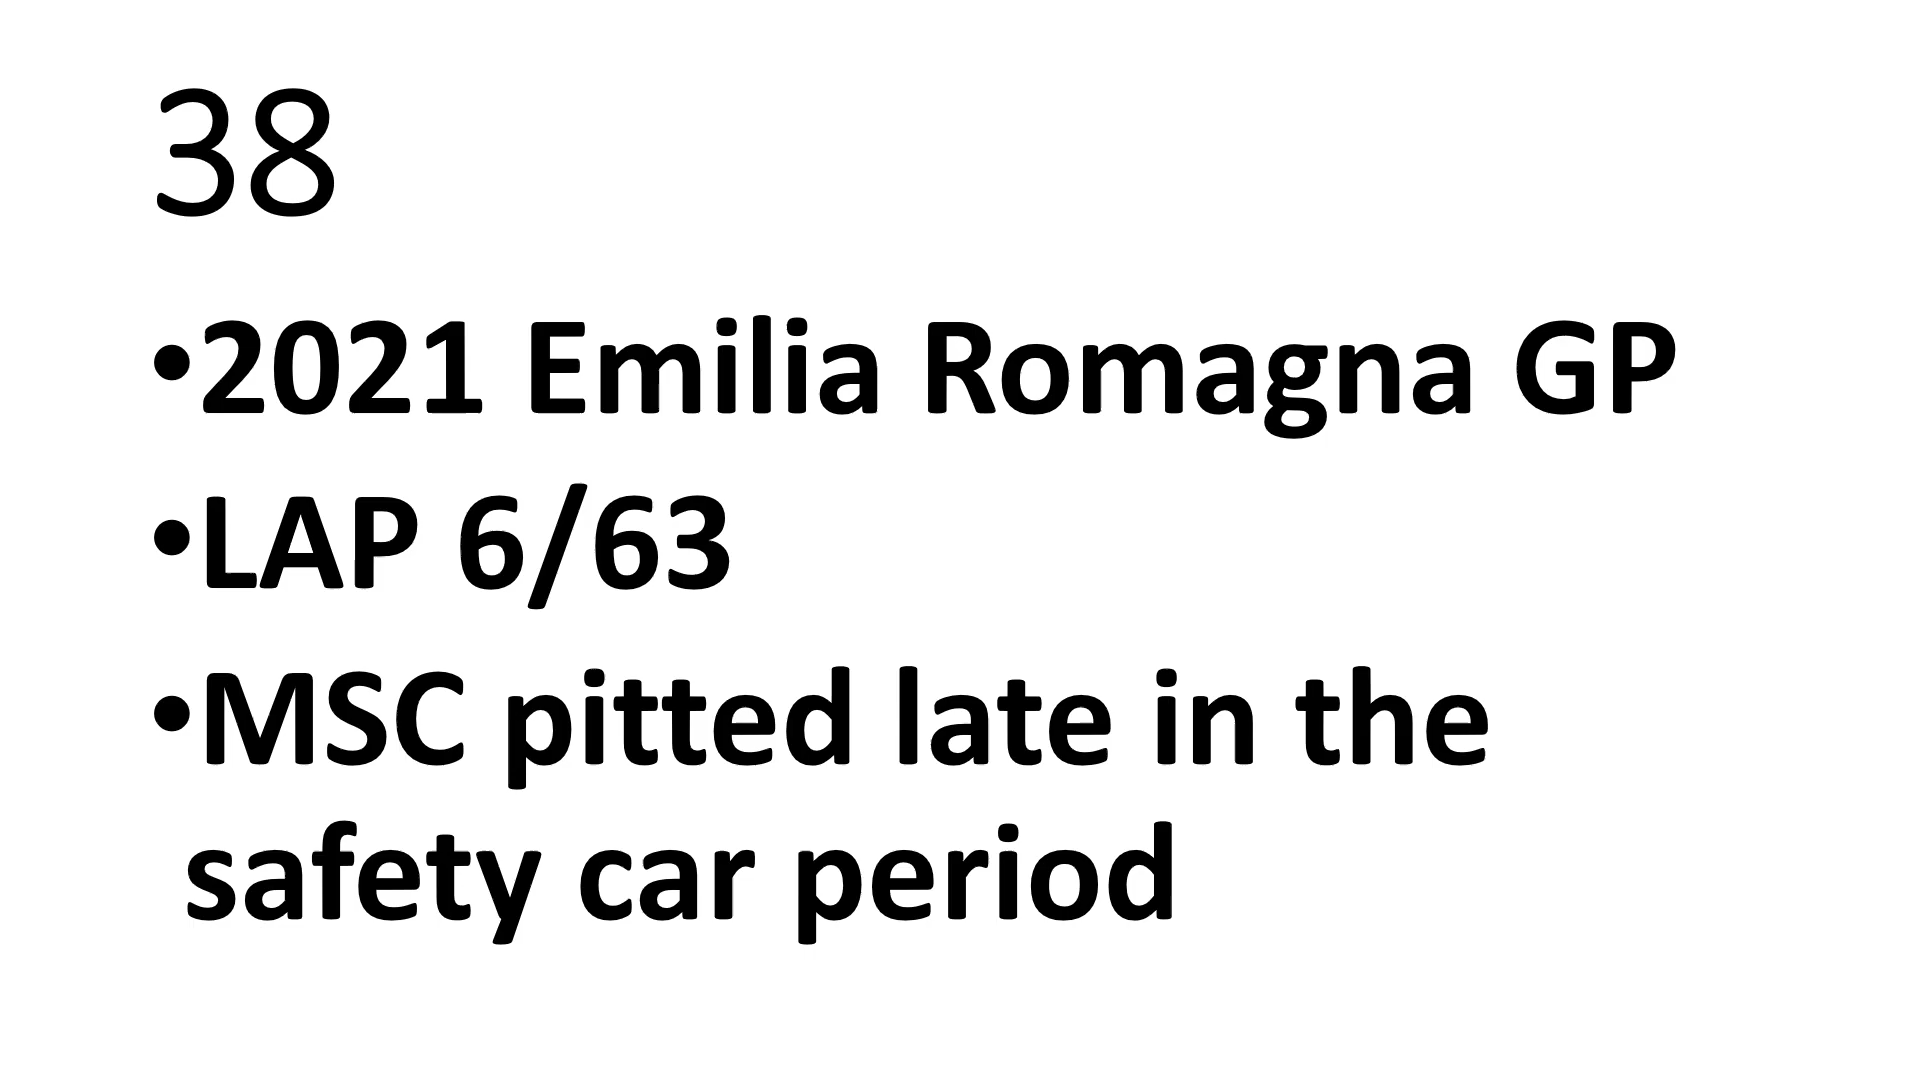 38
•2021 Emilia Romagna GP
•LAP 6/63
•MSC pitted late in the
safety car period